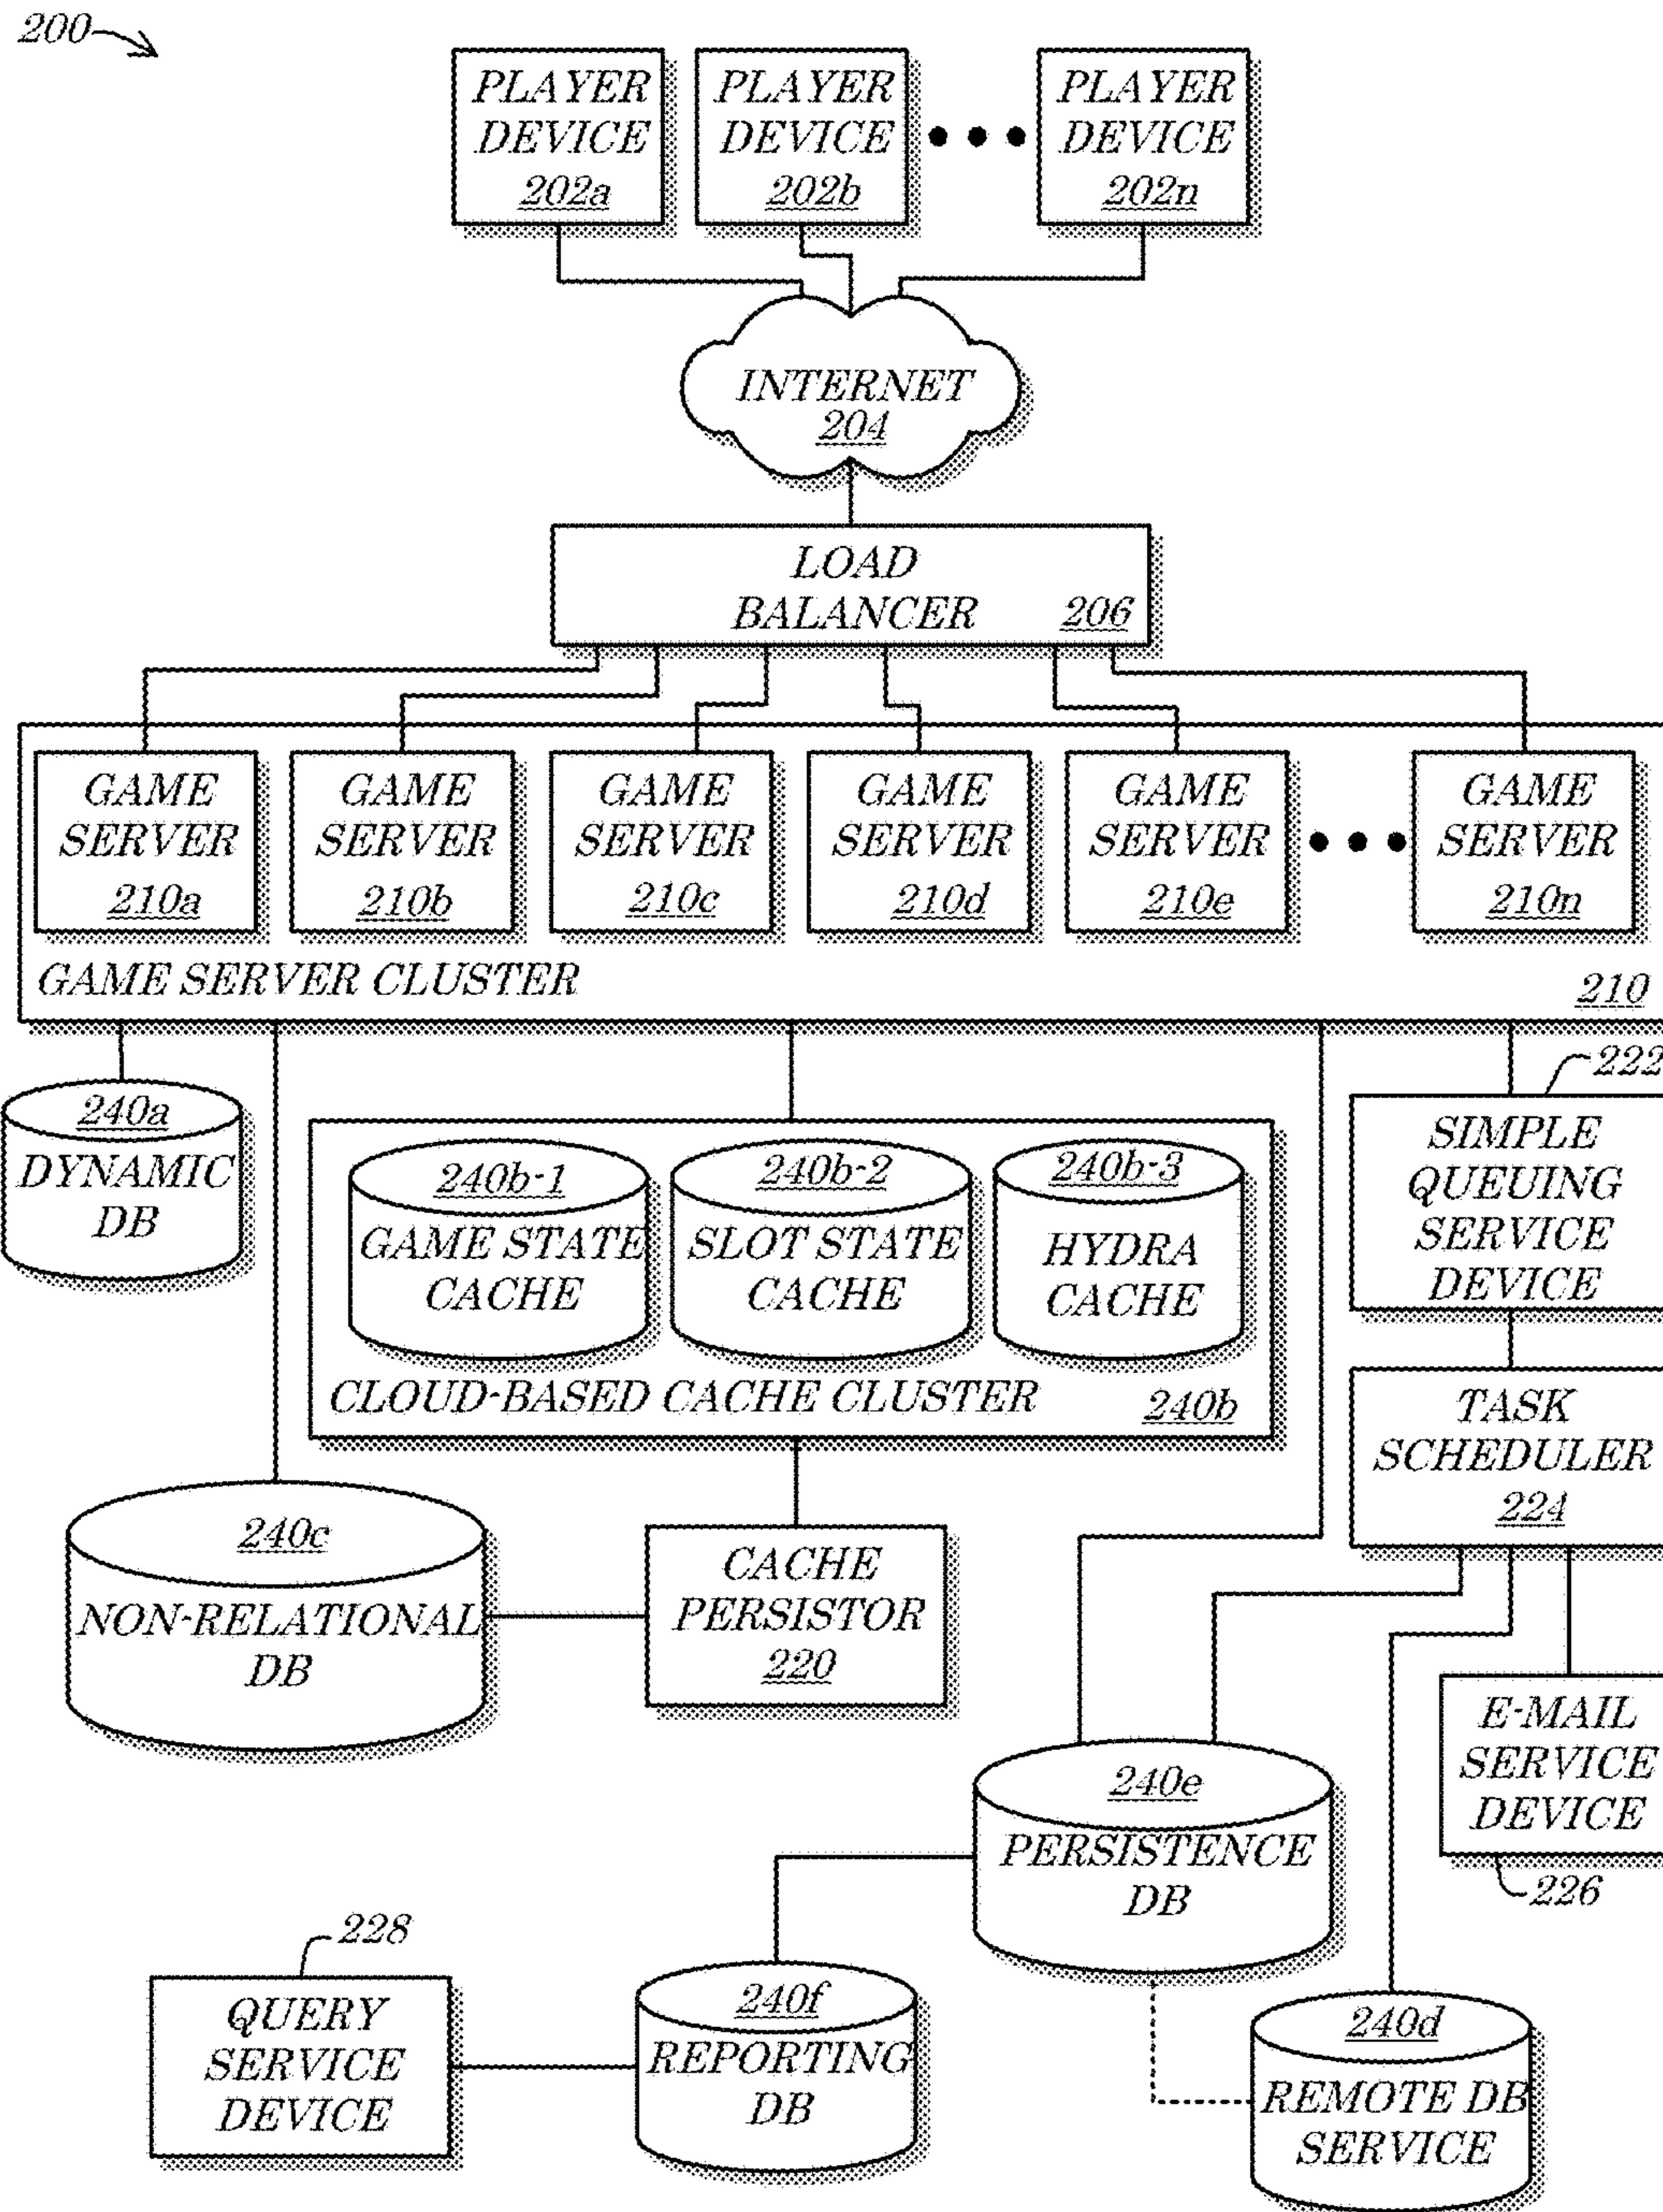 200
PLAYER
DEVICE
202a
PLAYER
DEVICE
202b
PLAYER
DEVICE
202n
INTERNET
204
LOAD
BALANCER
206
GAME
SERVER
210a
GAME
SERVER
210b
GAME
SERVER
210c
GAME
SERVER
210d
GAME
SERVER
210e
GAME
SERVER
210n
GAME SERVER CLUSTER
210
240a
DYNAMIC
DB
240b-1
GAME STATE
CACHE
240b-2
SLOT STATE
CACHE
240b-3
HYDRA
CACHE
CLOUD-BASED CACHE CLUSTER
240b
222
SIMPLE
QUEUING
SERVICE
DEVICE
TASK
SCHEDULER
224
240c
NON-RELATIONAL
DB
CACHE
PERSISTOR
220
E-MAIL
SERVICE
DEVICE
226
240e
PERSISTENCE
DB
228
QUERY
SERVICE
DEVICE
240f
REPORTING
DB
240d
REMOTE DB
SERVICE